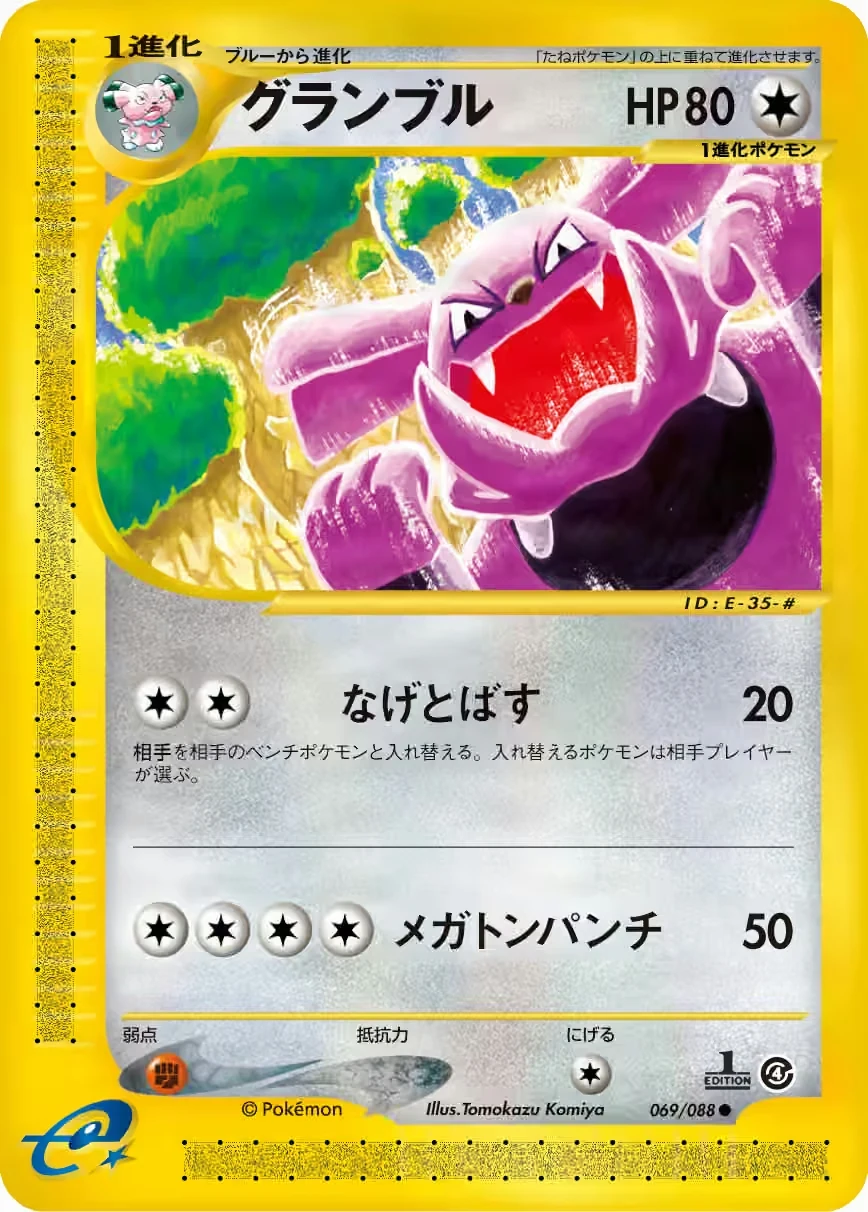 1進化
ブルーから進化
「たねポケモン」の上に重ねて進化させます。
グランブル HP80
1進化ポケモン
ID:E-35-#
なげとばす 20
相手を相手のベンチポケモンと入れ替える。入れ替えるポケモンは相手プレイヤー
が選ぶ。
メガトンパンチ 50
弱点 抵抗力 にげる
1
EDITION
4
© Pokémon Illus.Tomokazu Komiya 069/088 ●
e